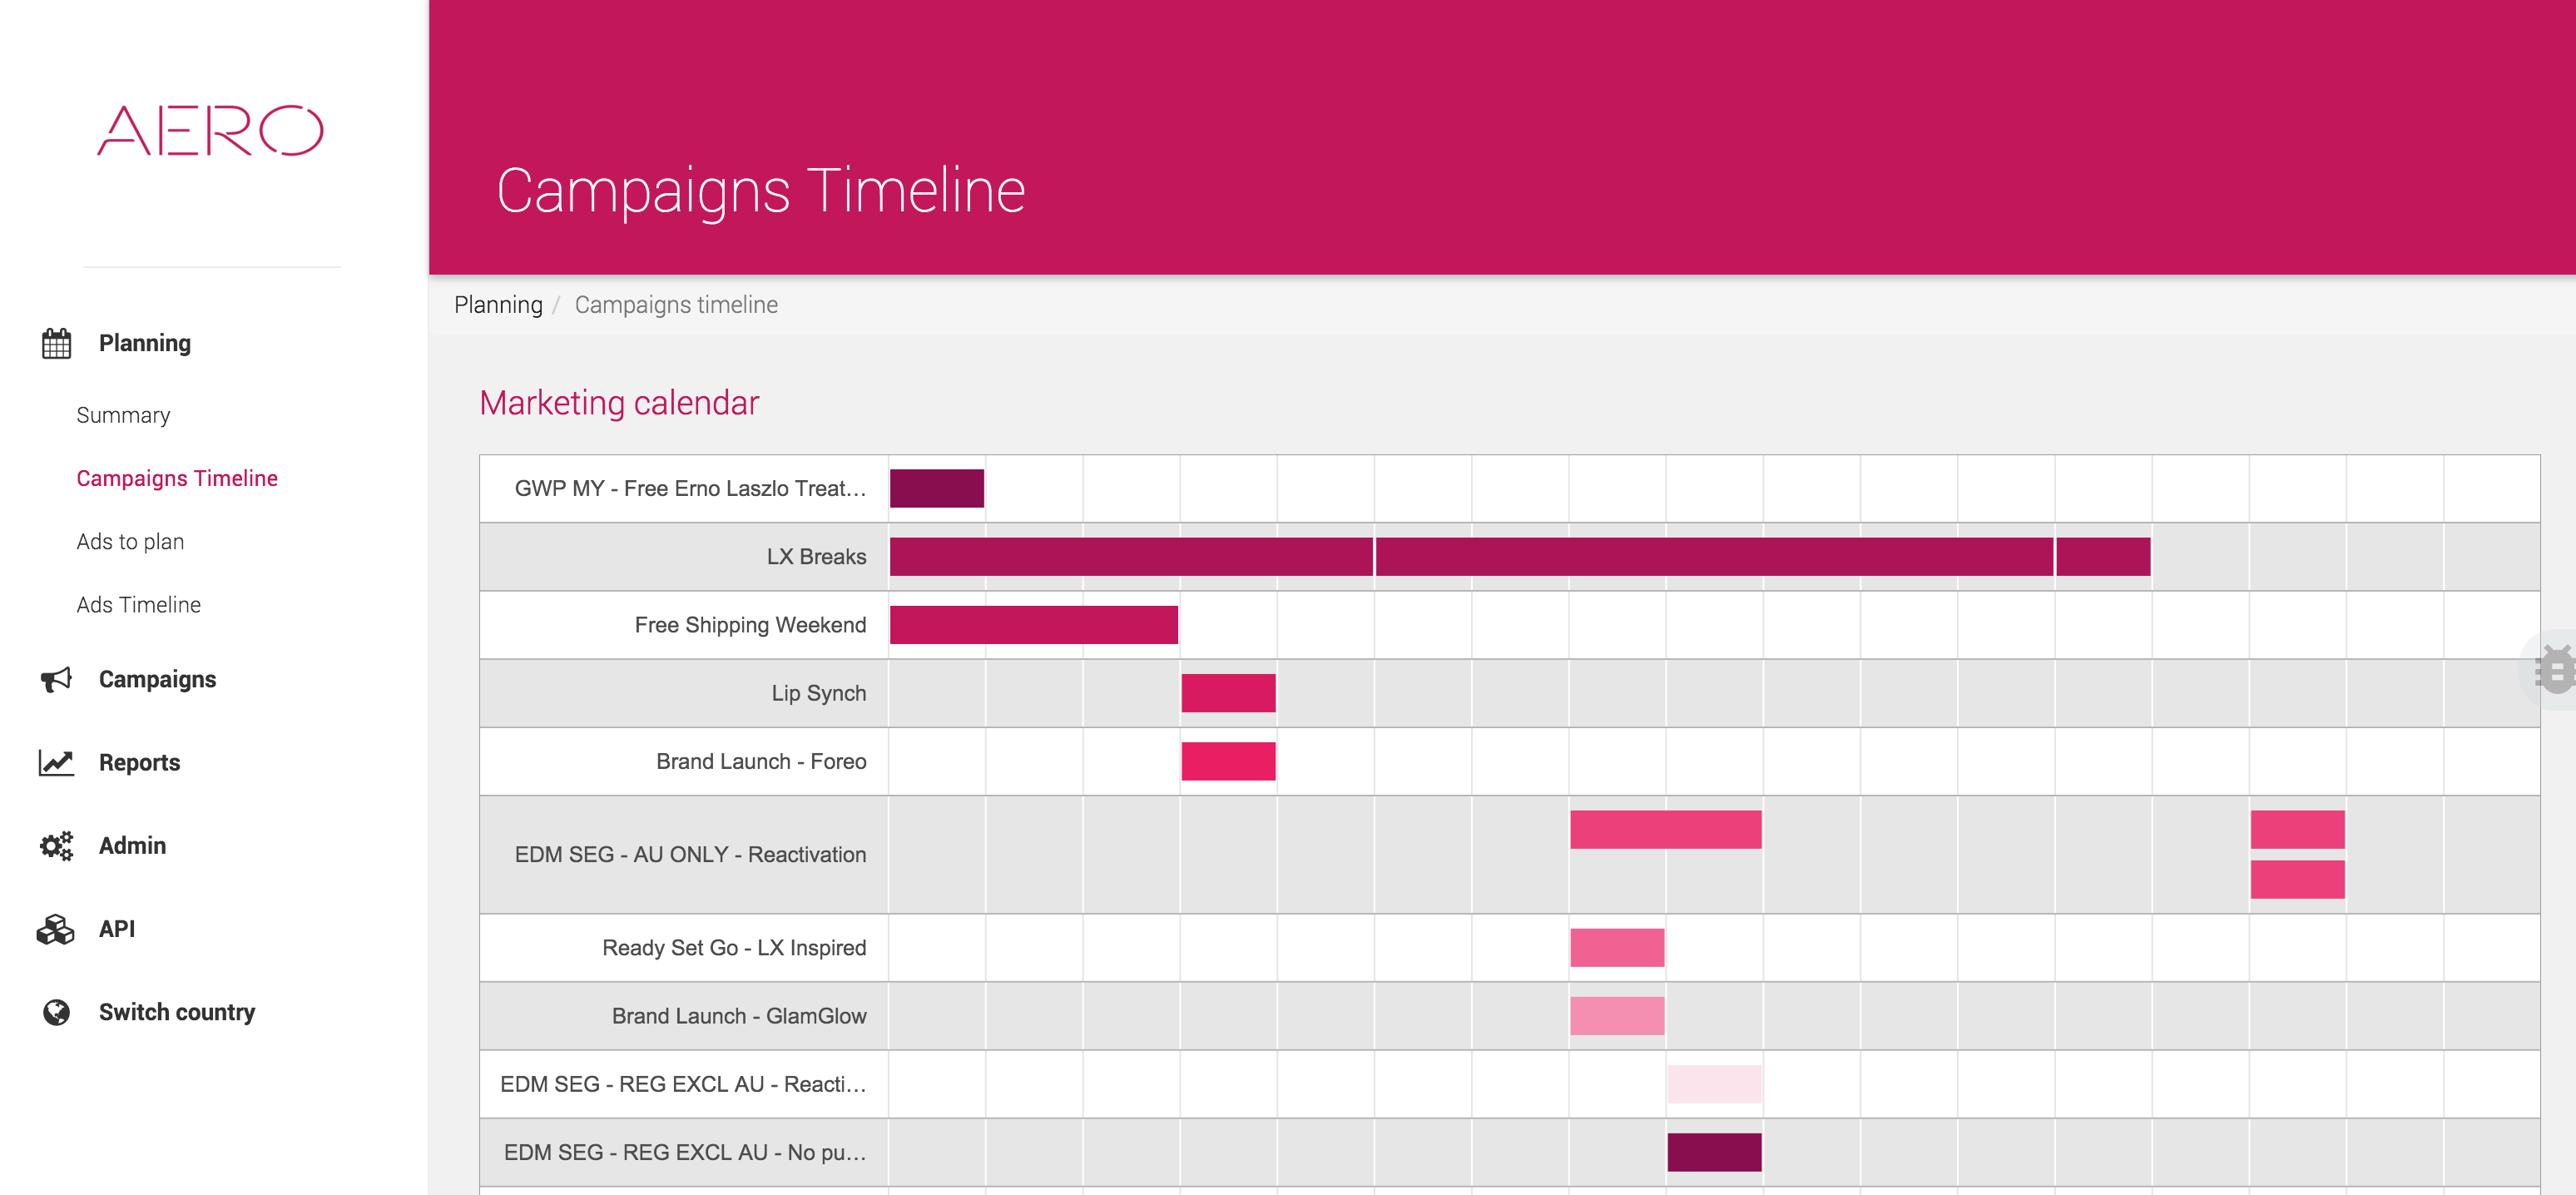 AERO
Campaigns Timeline
Planning / Campaigns timeline
Planning
Summary
Campaigns Timeline
Ads to plan
Ads Timeline
Campaigns
Reports
Admin
API
Switch country
Marketing calendar
GWP MY - Free Erno Laszlo Treat...
LX Breaks
Free Shipping Weekend
Lip Synch
Brand Launch - Foreo
EDM SEG - AU ONLY - Reactivation
Ready Set Go - LX Inspired
Brand Launch - GlamGlow
EDM SEG - REG EXCL AU - Reacti...
EDM SEG - REG EXCL AU - No pu...